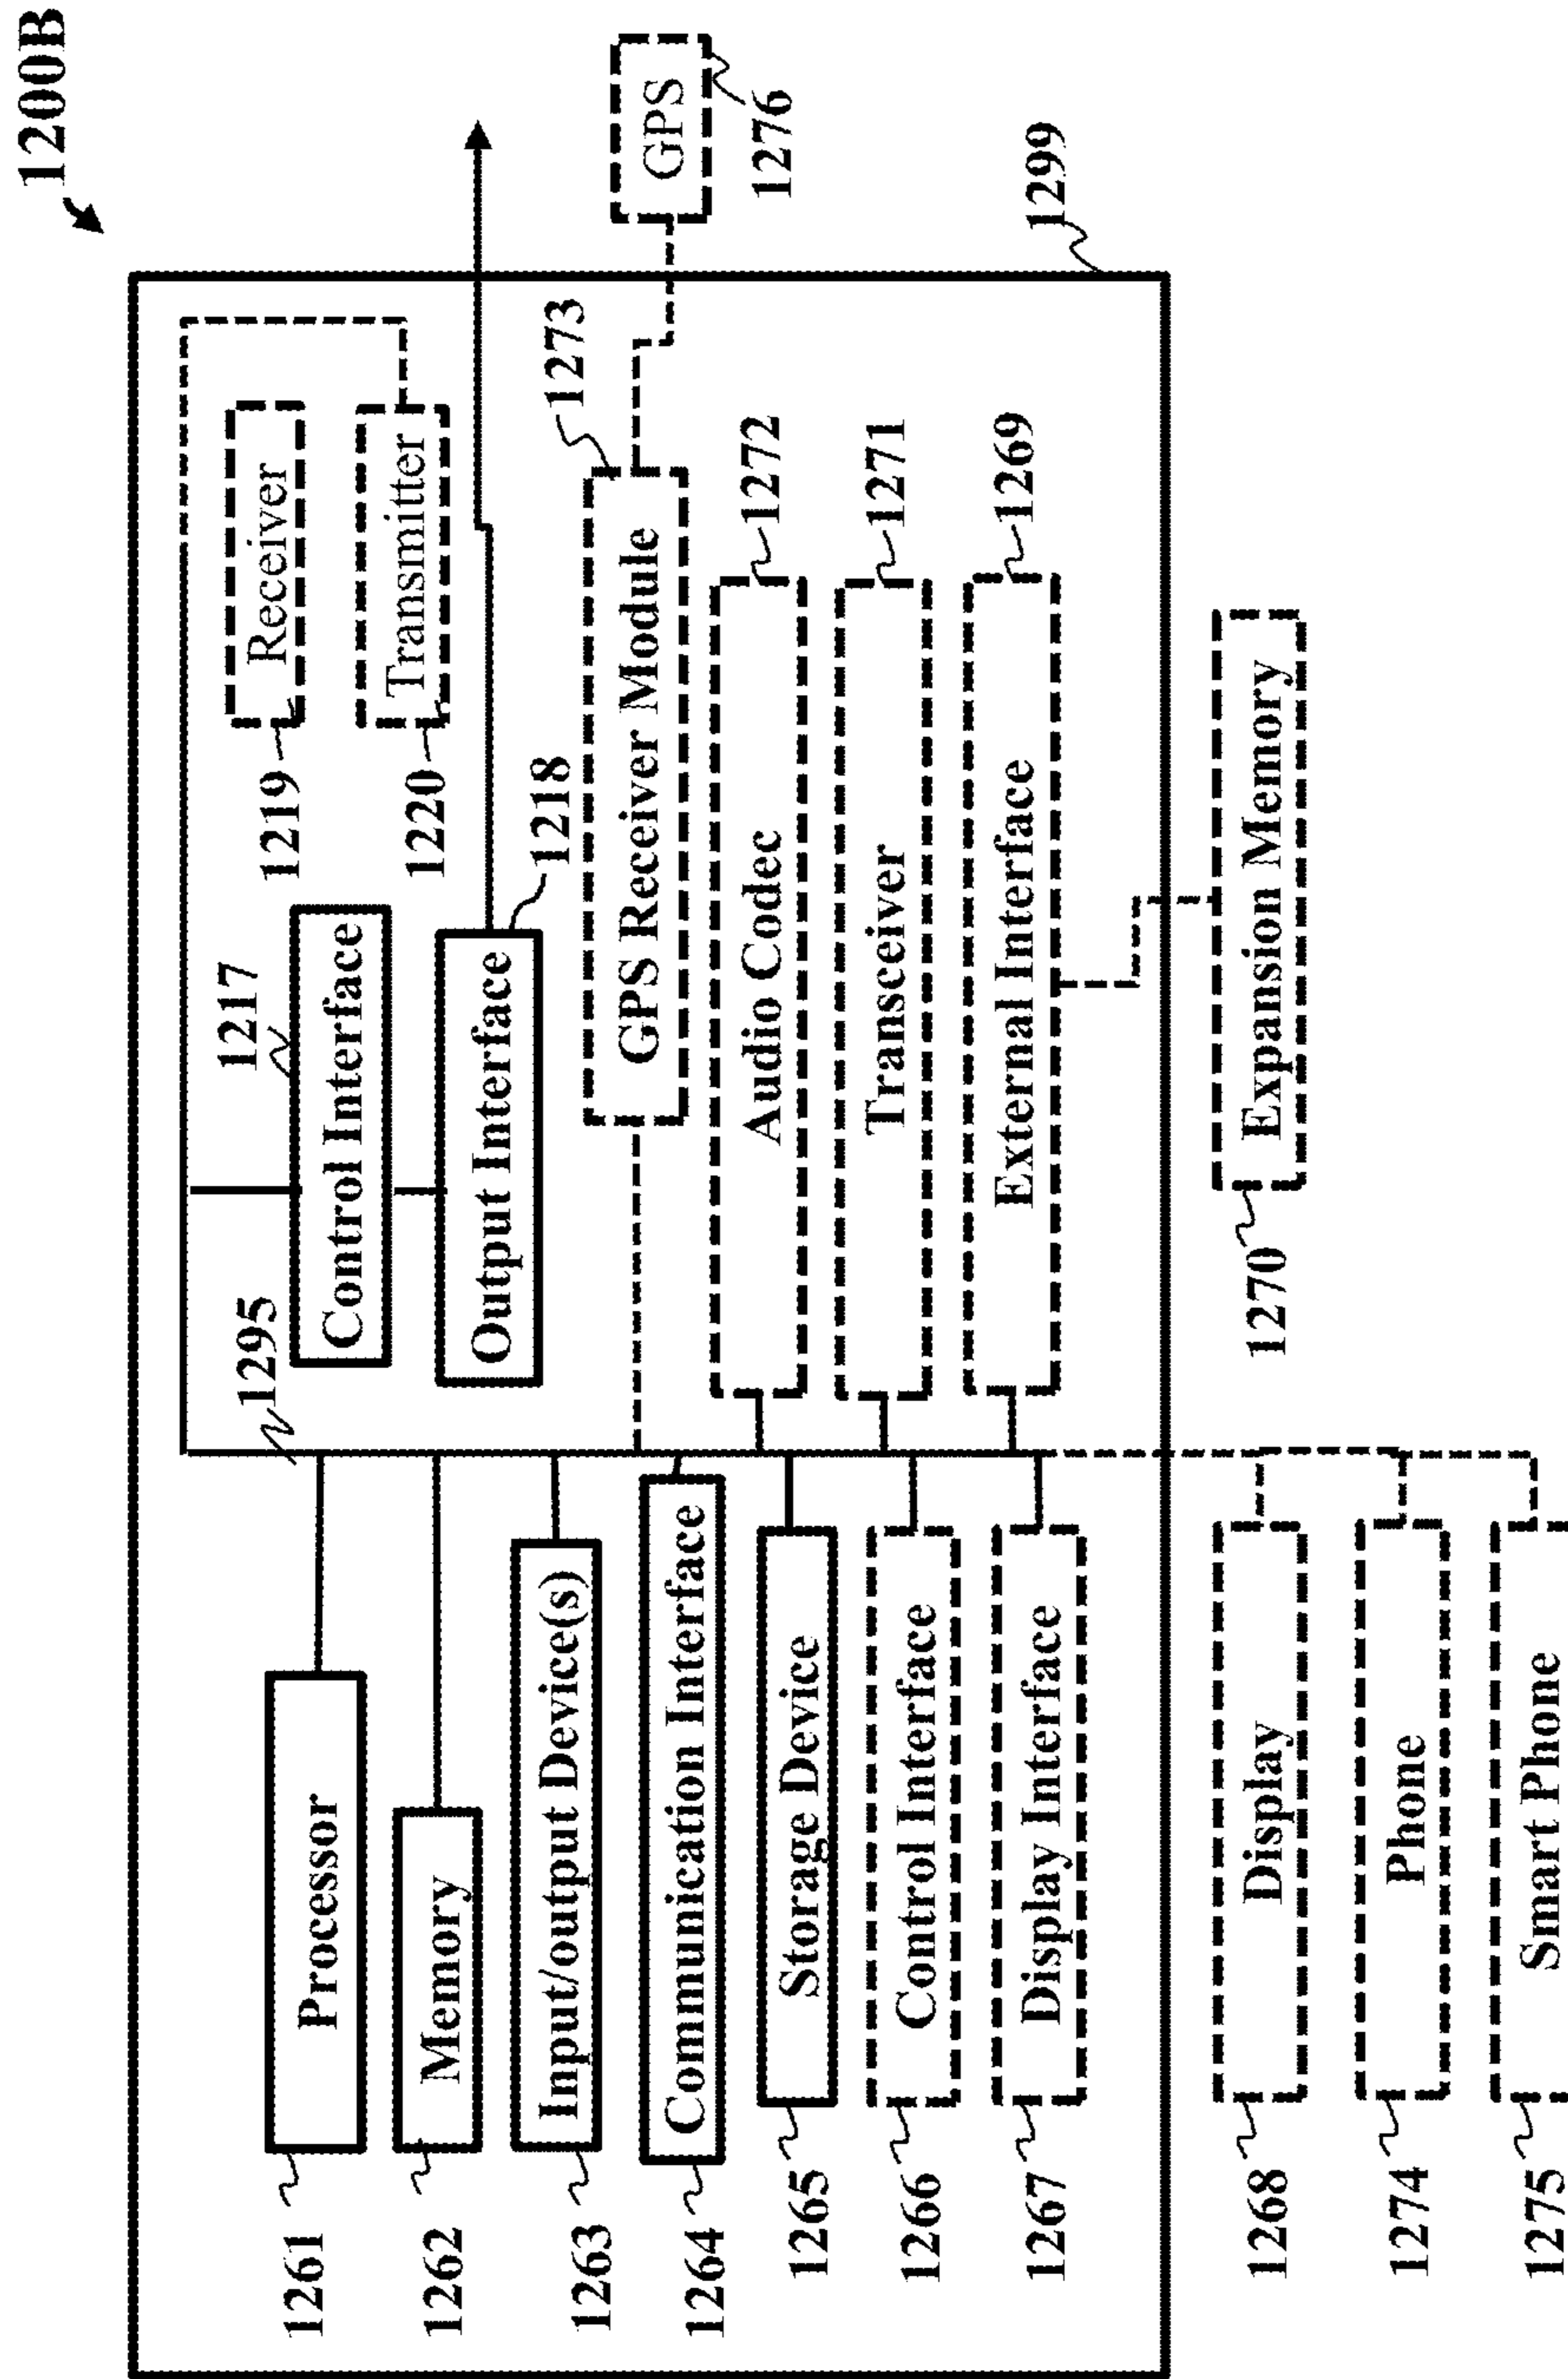 1200B
1261
Processor
1262
Memory
1263
Input/output Device(s)
1264
Communication Interface
1265
Storage Device
1266
Control Interface
1267
Display Interface
1295
1217
Control Interface
Output Interface
1218
1219
Receiver
1220
Transmitter
GPS Receiver Module
1273
Audio Codec
1272
Transceiver
1271
External Interface
1269
GPS
1276
1299
1268
Display
1274
Phone
1275
Smart Phone
1270
Expansion Memory